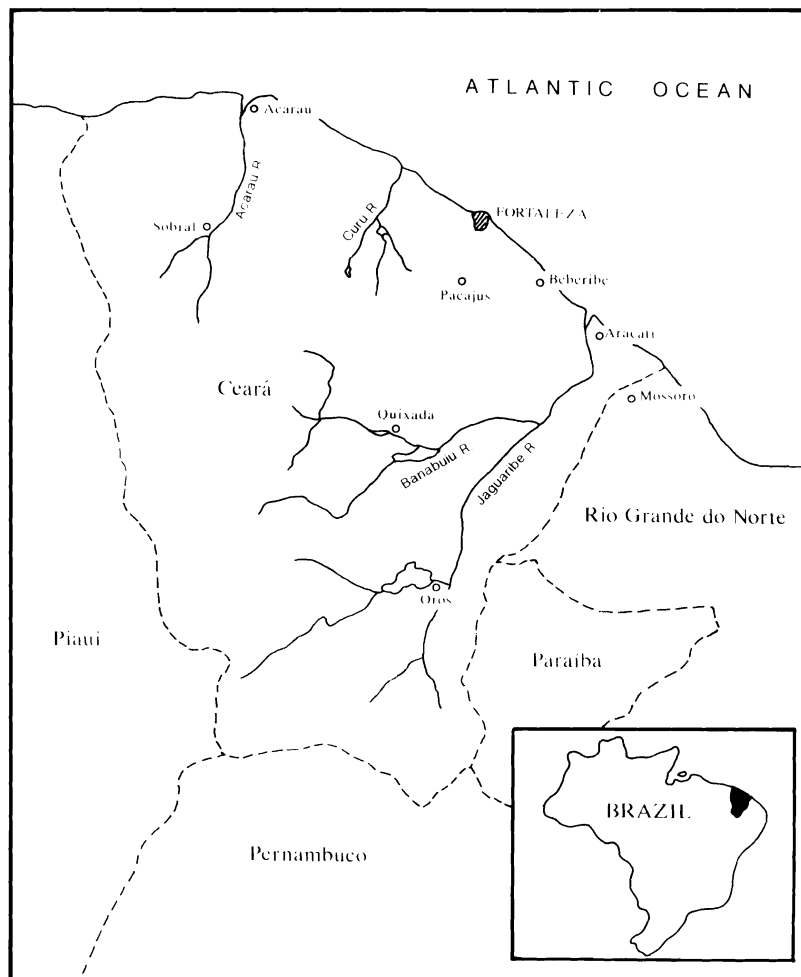 ATLANTIC OCEAN
Acarau
Acarau R
Sobral
Curu R
FORTALEZA
Pacajus
Beberibe
Aracati
Ceará
Quixada
Mossoro
Banabuiu R
Jaguaribe R
Rio Grande do Norte
Oros
Piaui
Paraíba
BRAZIL
Pernambuco